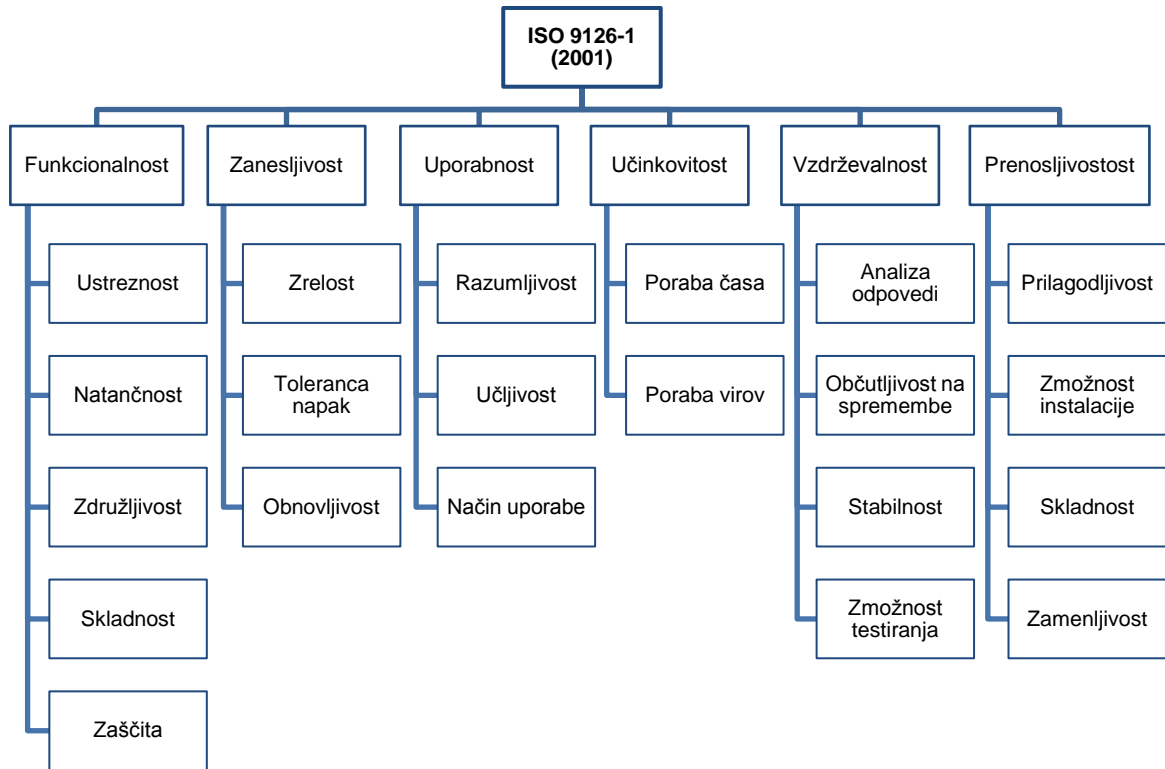 ISO 9126-1
(2001)
Funkcionalnost
Zanesljivost
Uporabnost
Učinkovitost
Vzdrževalnost
Prenosljivostost
Ustreznost
Natančnost
Združljivost
Skladnost
Zaščita
Zrelost
Toleranca
napak
Obnovljivost
Razumljivost
Učljivost
Način uporabe
Poraba časa
Poraba virov
Analiza
odpovedi
Občutljivost na
spremembe
Stabilnost
Zmožnost
testiranja
Prilagodljivost
Zmožnost
instalacije
Skladnost
Zamenljivost